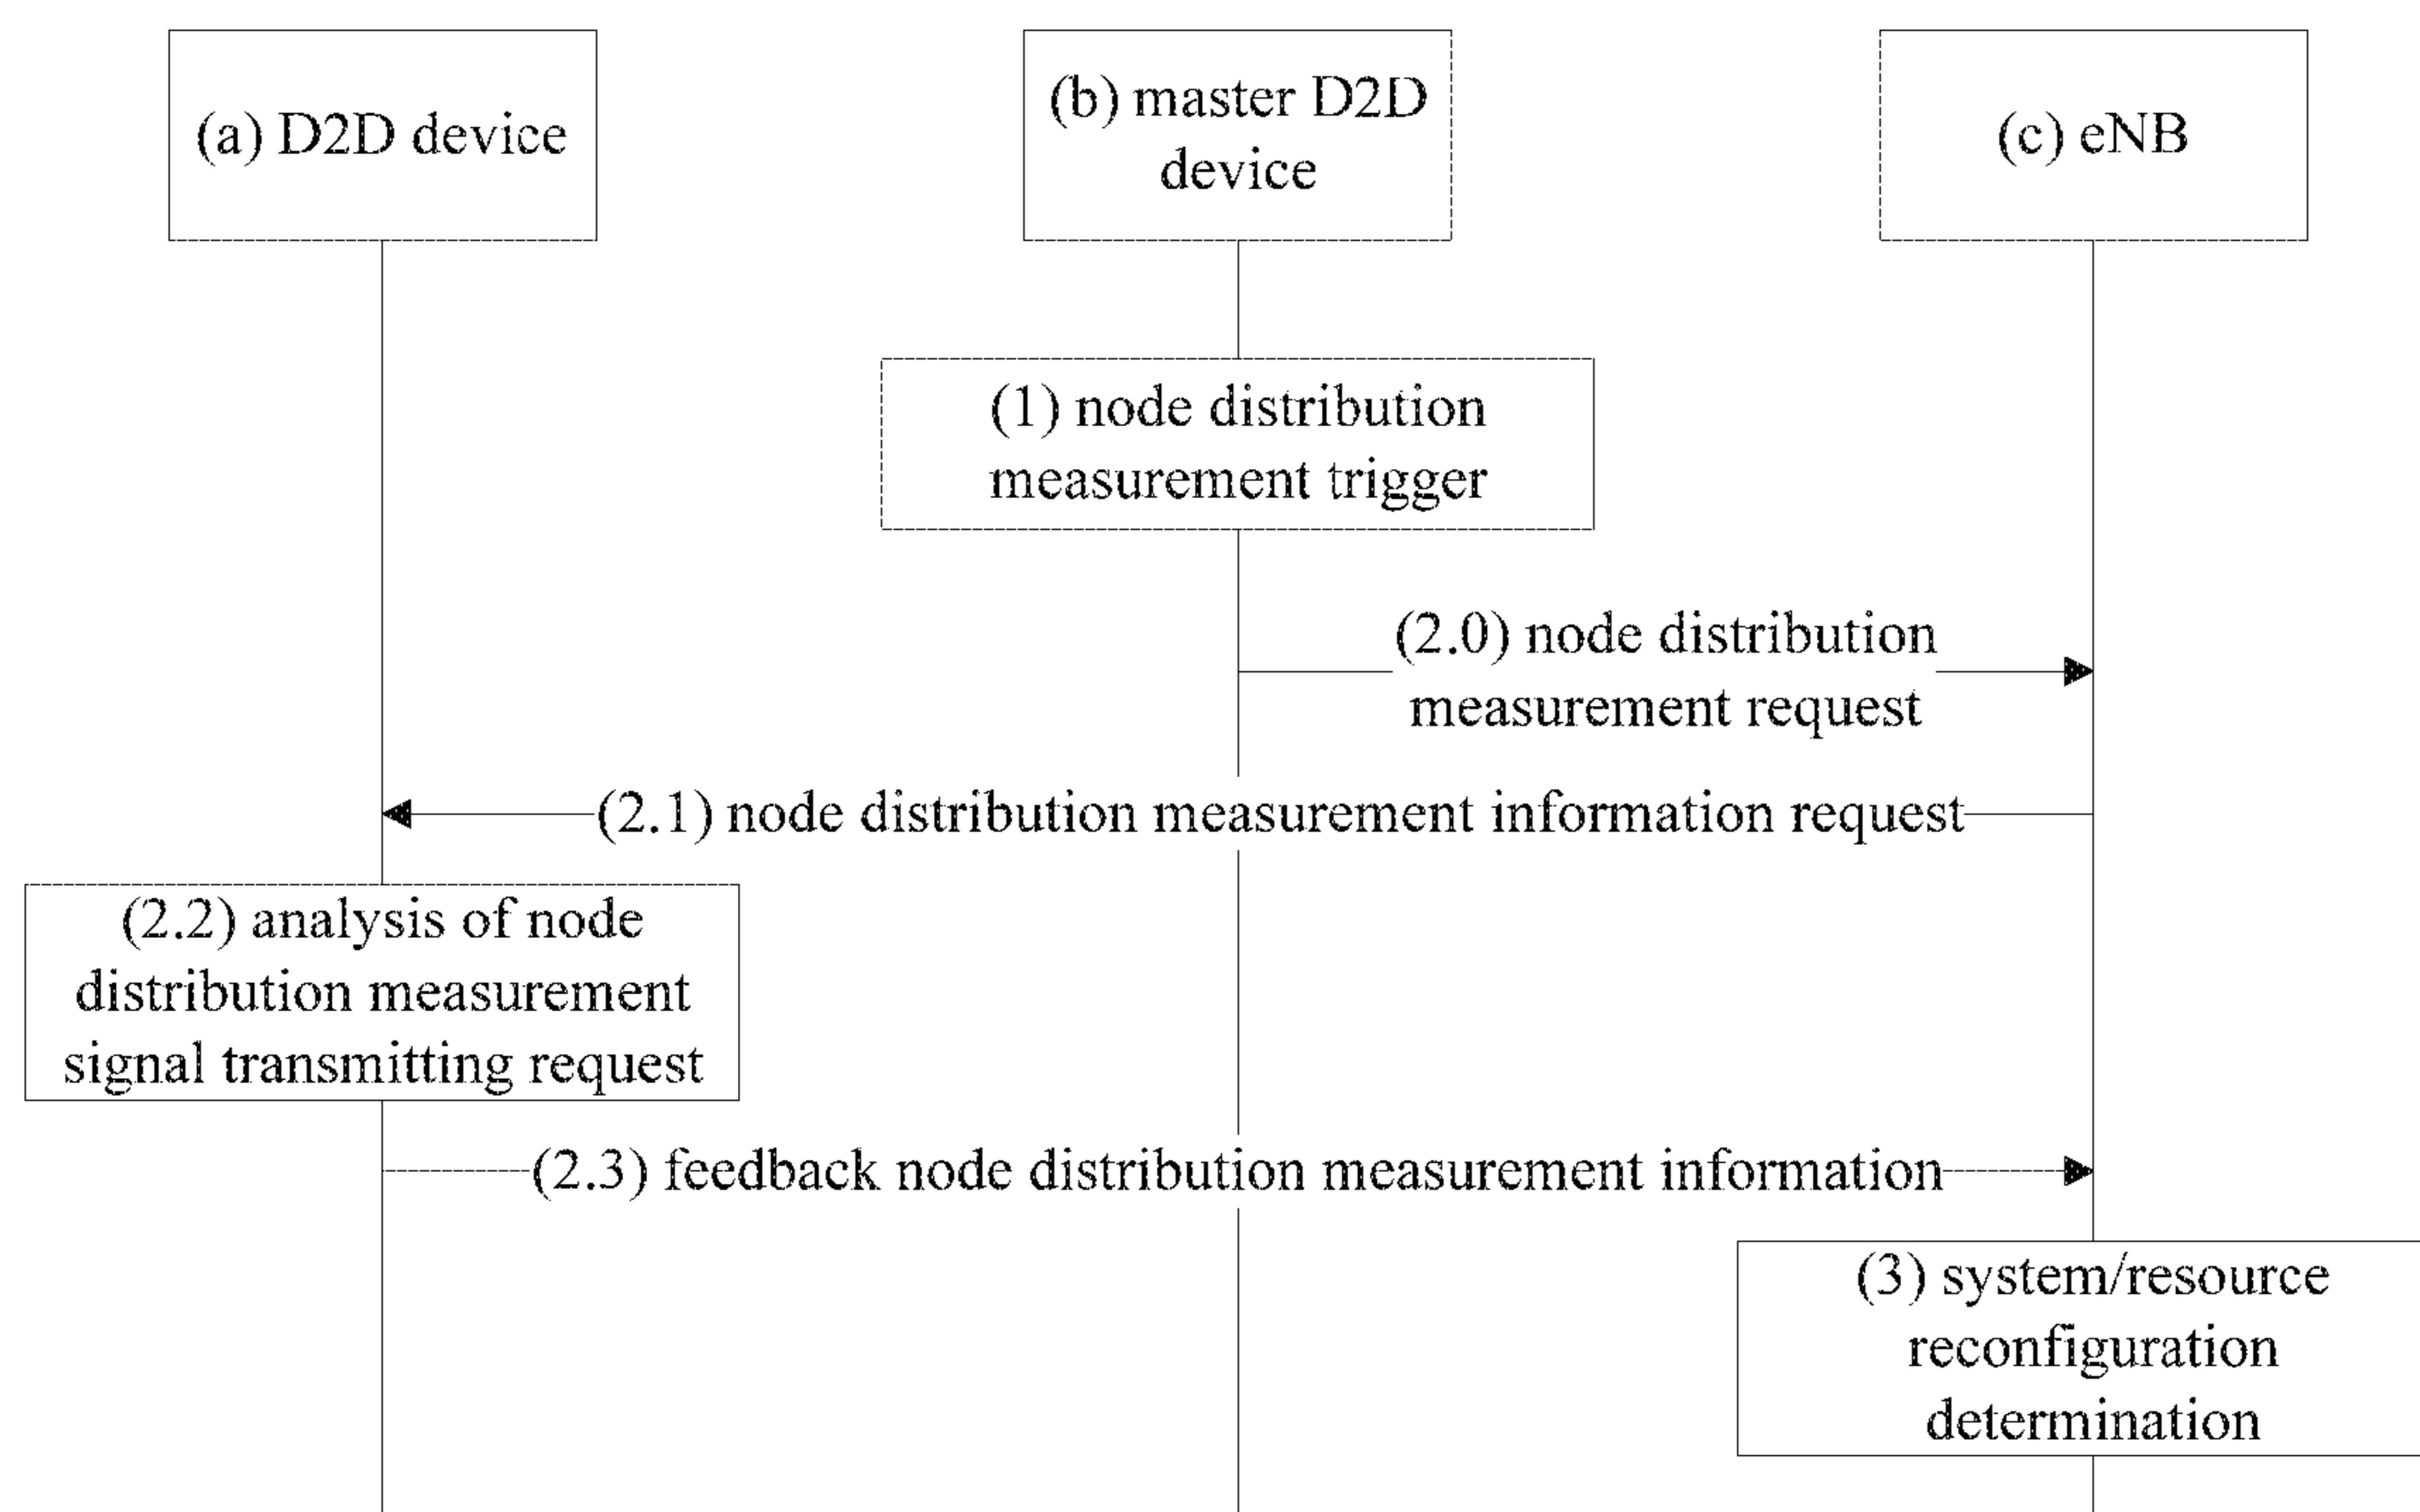 (a) D2D device
(b) master D2D
device
(c) eNB
(1) node distribution
measurement trigger
(2.0) node distribution
measurement request
(2.1) node distribution measurement information request
(2.2) analysis of node
distribution measurement
signal transmitting request
(2.3) feedback node distribution measurement information
(3) system/resource
reconfiguration
determination